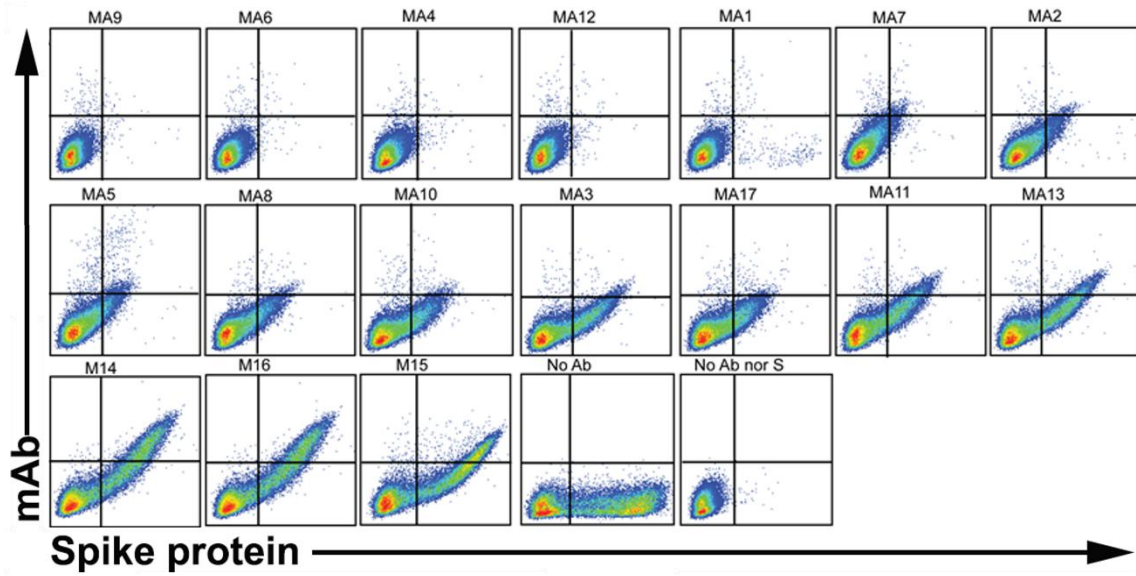 MA9 MA6 MA4 MA12 MA1 MA7 MA2
MA5 MA8 MA10 MA3 MA17 MA11 MA13
M14 M16 M15 No Ab No Ab nor S
mAb
Spike protein